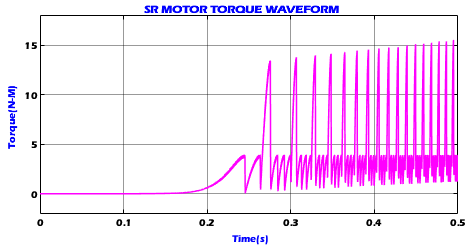 SR MOTOR TORQUE WAVEFORM
Torque(N-M)
15
10
5
0
0 0.1 0.2 0.3 0.4 0.5
Time(s)